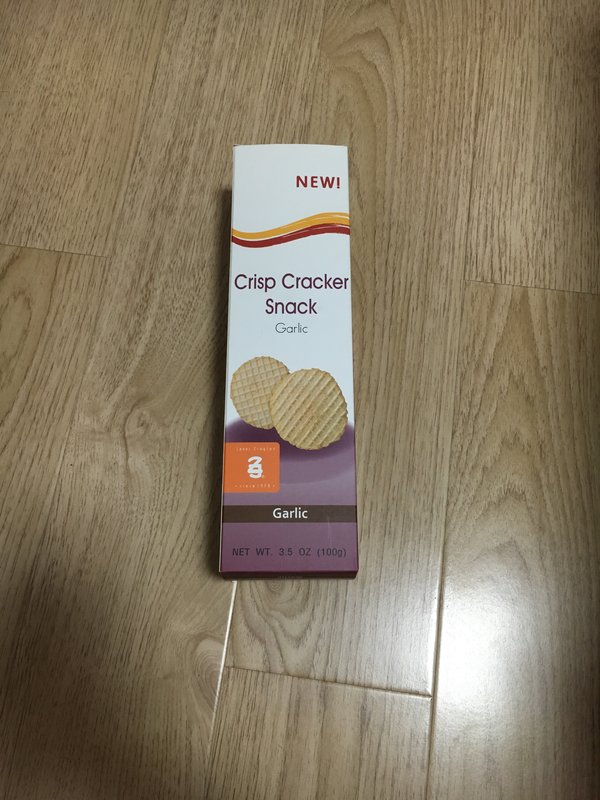 NEW!
Crisp Cracker
Snack
Garlic
Garlic
NET WT. 3.5 OZ (100g)